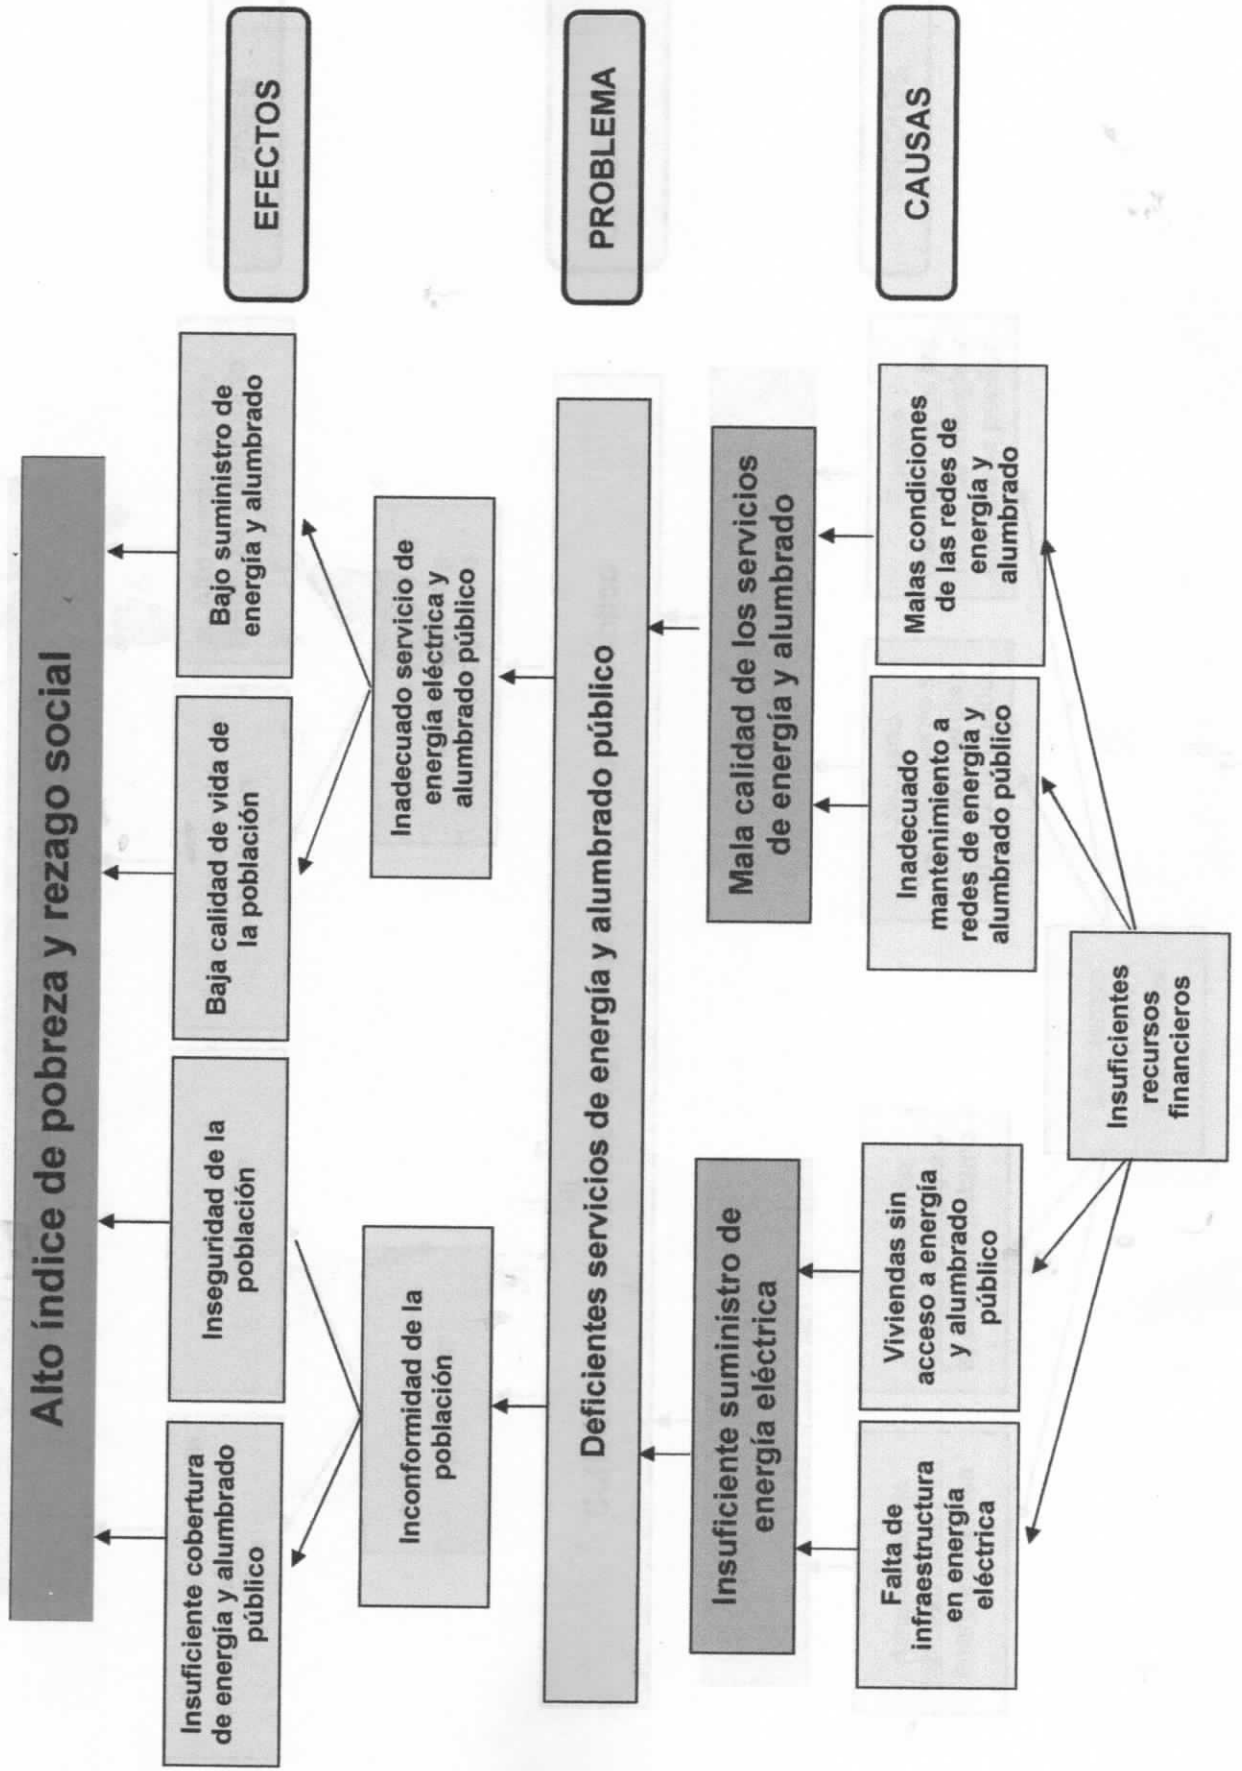 Alto índice de pobreza y rezago social
Insuficiente cobertura
de energía y alumbrado
público
Inseguridad de la
población
Baja calidad de vida de
la población
Bajo suministro de
energía y alumbrado
EFECTOS
Inconformidad de la
población
Inadecuado servicio de
energía eléctrica y
alumbrado público
Deficientes servicios de energía y alumbrado público
PROBLEMA
Insuficiente suministro de
energía eléctrica
Mala calidad de los servicios
de energía y alumbrado
Falta de
infraestructura
en energía
eléctrica
Viviendas sin
acceso a energía
y alumbrado
público
Inadecuado
mantenimiento a
redes de energía y
alumbrado público
Malas condiciones
de las redes de
energía y
alumbrado
CAUSAS
Insuficientes
recursos
financieros